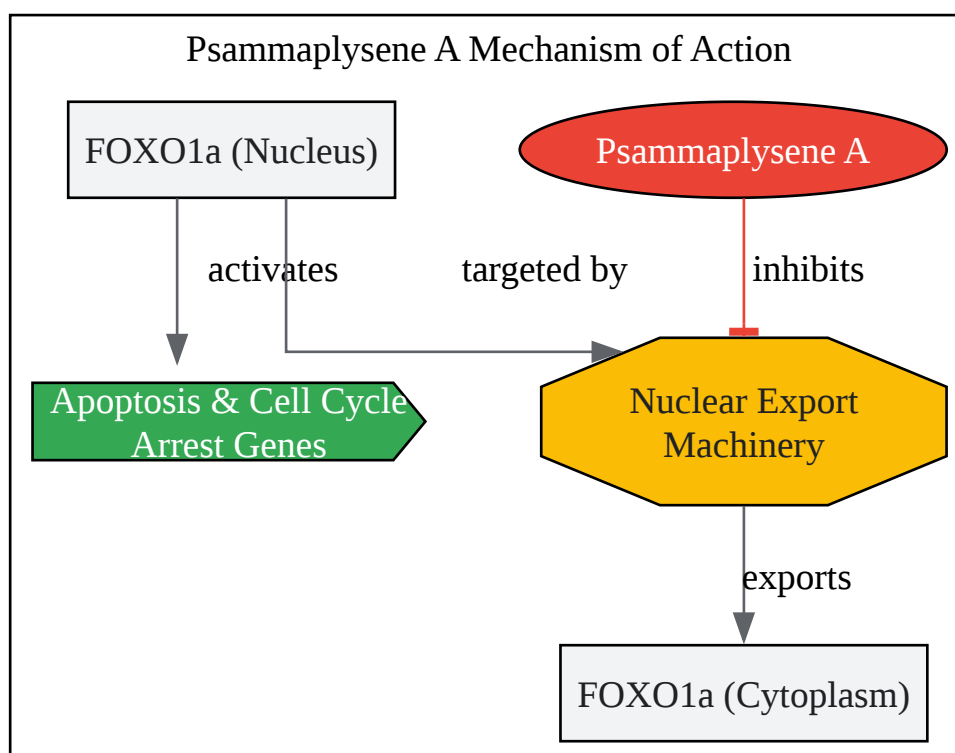 Psammaplysene A Mechanism of Action
FOXO1a (Nucleus)
Psammaplysene A
activates
targeted by
inhibits
Apoptosis & Cell Cycle
Arrest Genes
Nuclear Export
Machinery
exports
FOXO1a (Cytoplasm)